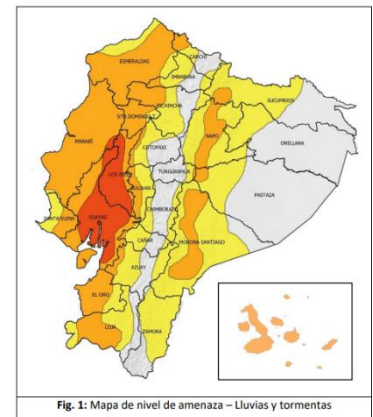 ESMERALDAS
CARCHI
IMBABURA
SUCUMBIOS
PICHINCHA
STO DOMINGO
NAPO
ORELLANA
MANABÍ
COTOPAXI
LOS RIOS
TUNGURAHUA
BOLIVAR
PASTAZA
SANTA ELENA
GUAYAS
CHIMBORAZO
MORONA SANTIAGO
CAÑAR
AZUAY
EL ORO
LOJA
ZAMORA
Fig. 1: Mapa de nivel de amenaza – Lluvias y tormentas